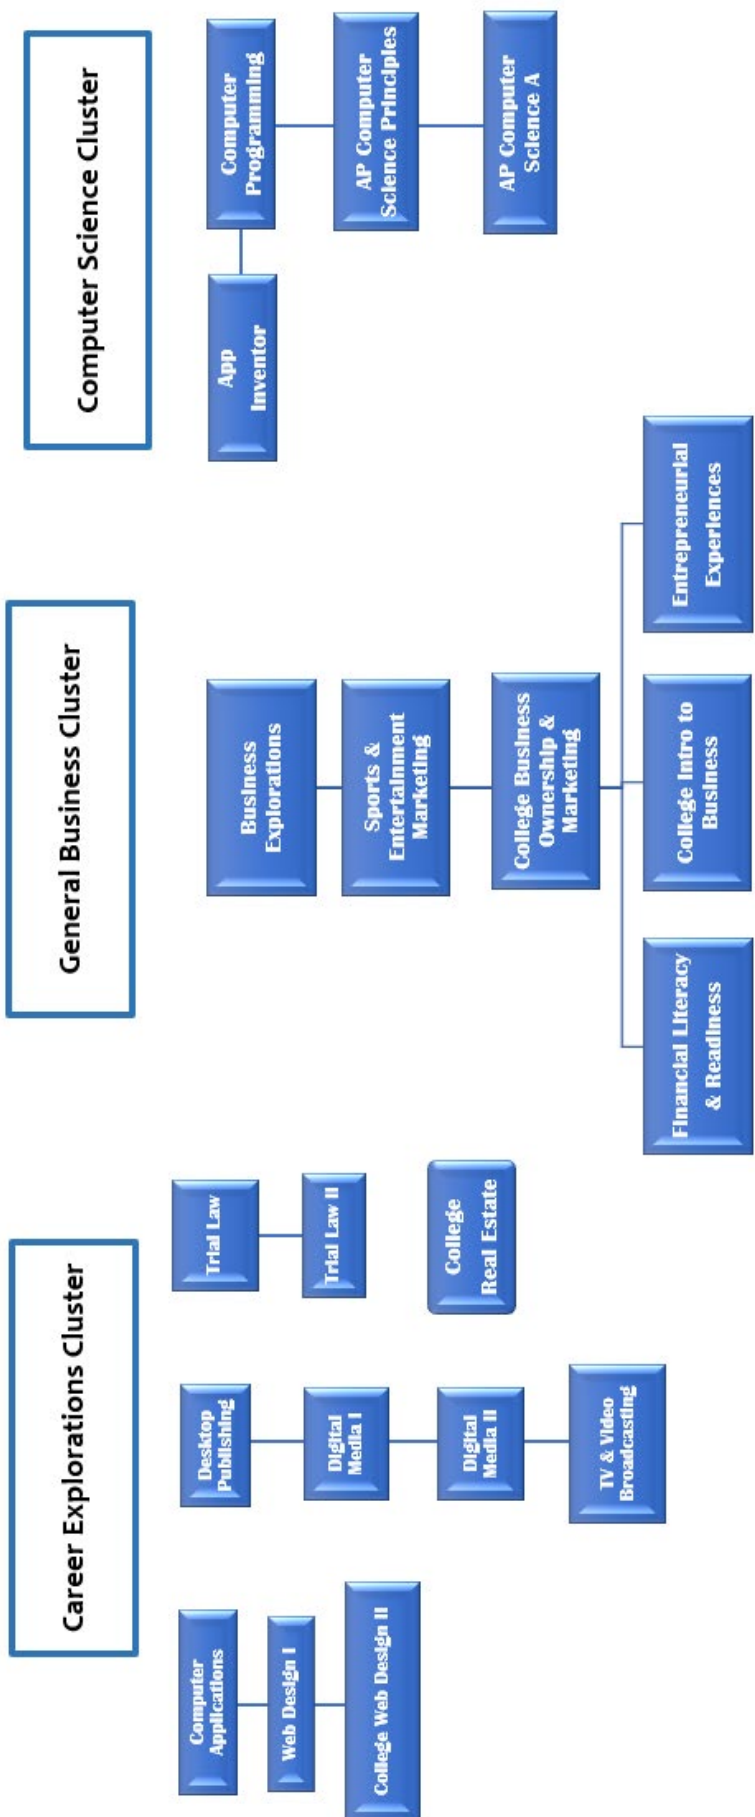 Career Explorations Cluster
Computer
Applications
Web Design I
College Web Design II
Desktop
Publishing
Digital
Media I
Digital
Media II
TV & Video
Broadcasting
Trial Law
Trial Law II
College
Real Estate
General Business Cluster
Business
Explorations
Sports &
Entertainment
Marketing
College Business
Ownership &
Marketing
Financial Literacy
& Readiness
College Intro to
Business
Entrepreneurial
Experiences
Computer Science Cluster
App
Inventor
Computer
Programming
AP Computer
Science Principles
AP Computer
Science A